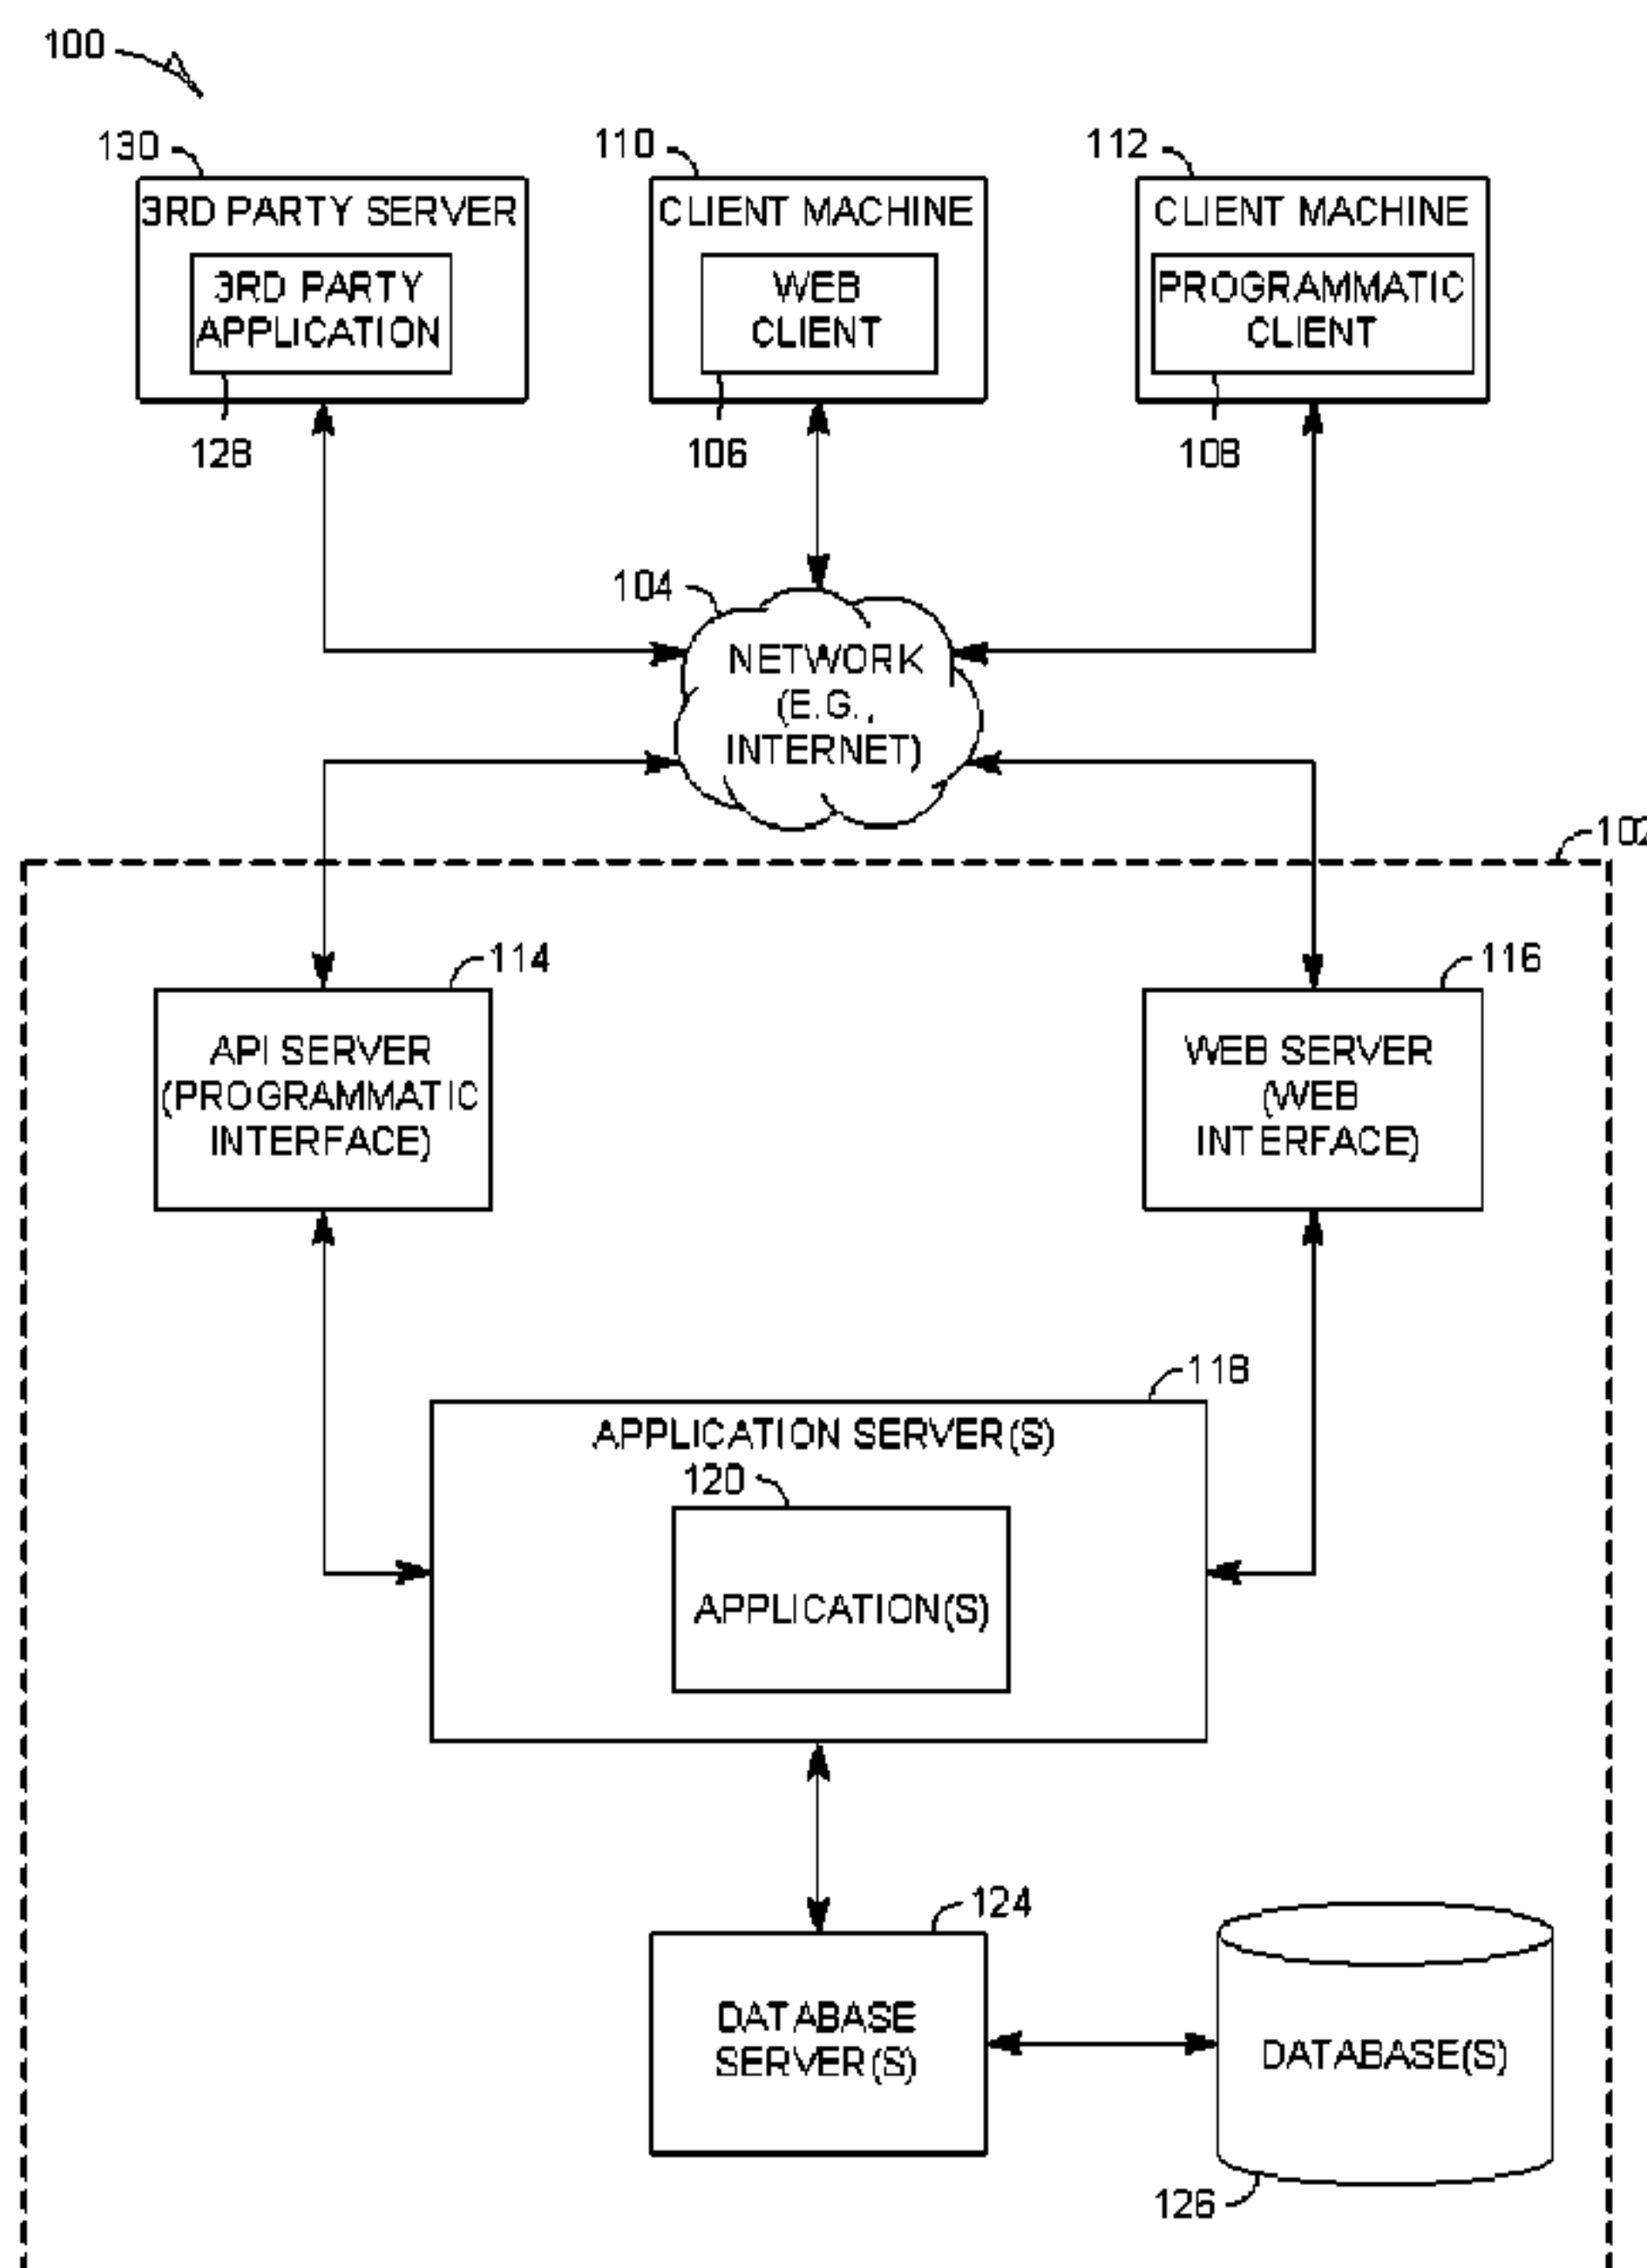 100
130
110
112
3RD PARTY SERVER
CLIENT MACHINE
CLIENT MACHINE
3RD PARTY
APPLICATION
WEB
CLIENT
PROGRAMMATIC
CLIENT
128
106
108
104
NETWORK
(E.G.,
INTERNET)
102
114
116
API SERVER
(PROGRAMMATIC
INTERFACE)
WEB SERVER
(WEB
INTERFACE)
118
APPLICATION SERVER(S)
120
APPLICATION(S)
124
DATABASE
SERVER(S)
DATABASE(S)
126